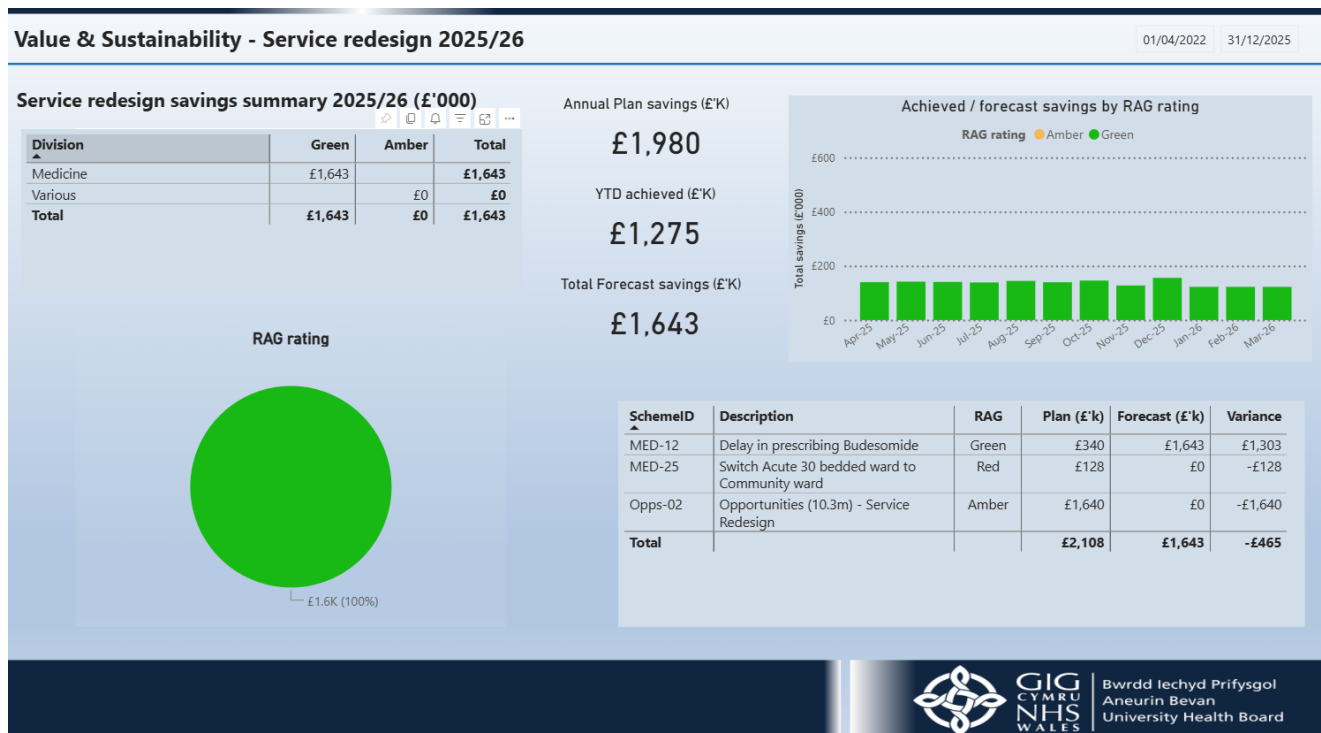 Value & Sustainability - Service redesign 2025/26
01/04/2022 31/12/2025
Service redesign savings summary 2025/26 (£'000)
Division Green Amber Total
Medicine £1,643 £1,643
Various £0 £0
Total £1,643 £0 £1,643
RAG rating
£1.6K (100%)
Annual Plan savings (£'K)
£1,980
YTD achieved (£'K)
£1,275
Total Forecast savings (£'K)
£1,643
Achieved / forecast savings by RAG rating
RAG rating Amber Green
Total savings (£'000)
£600
£400
£200
£0
Apr-25 May-25 Jun-25 Jul-25 Aug-25 Sep-25 Oct-25 Nov-25 Dec-25 Jan-26 Feb-26 Mar-26
SchemeID Description RAG Plan (£'k) Forecast (£'k) Variance
MED-12 Delay in prescribing Budesomide Green £340 £1,643 £1,303
MED-25 Switch Acute 30 bedded ward to Red £128 £0 -£128
Community ward
Opps-02 Opportunities (10.3m) - Service Amber £1,640 £0 -£1,640
Redesign
Total £2,108 £1,643 -£465
GIG
CYMRU
NHS
WALES
Bwrdd Iechyd Prifysgol
Aneurin Bevan
University Health Board